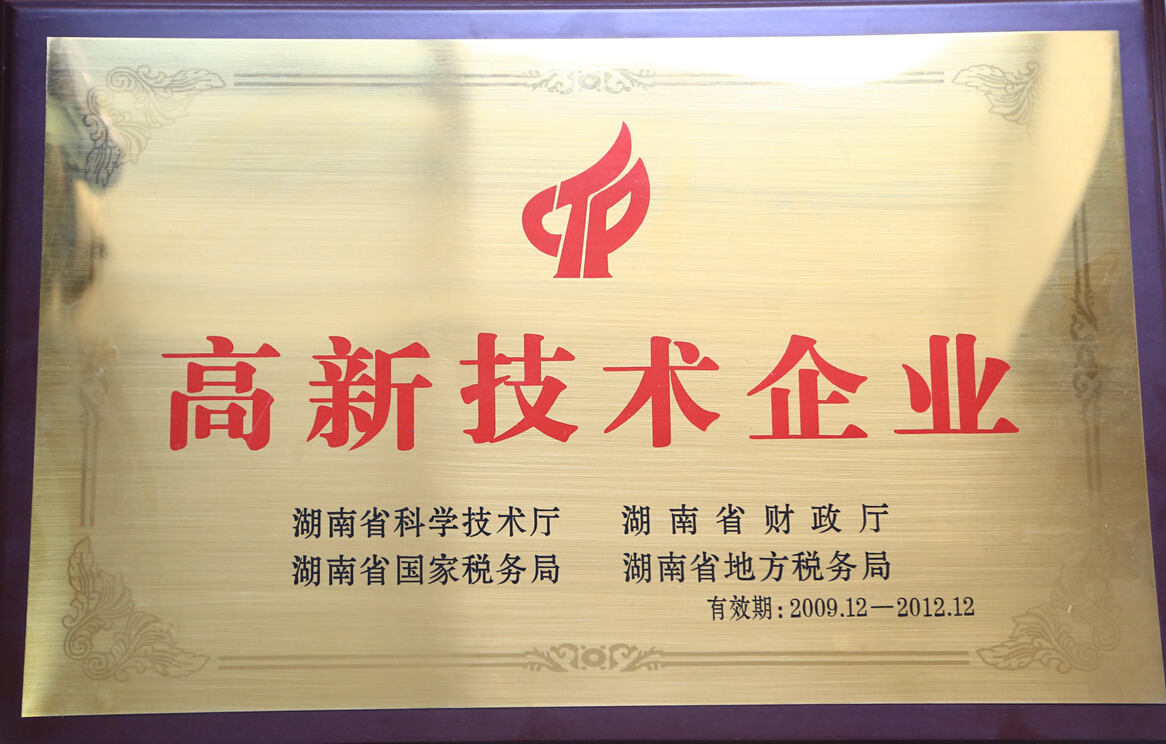 CTP
高新技术企业
湖南省科学技术厅 湖南省财政厅
湖南省国家税务局 湖南省地方税务局
有效期:2009.12—2012.12